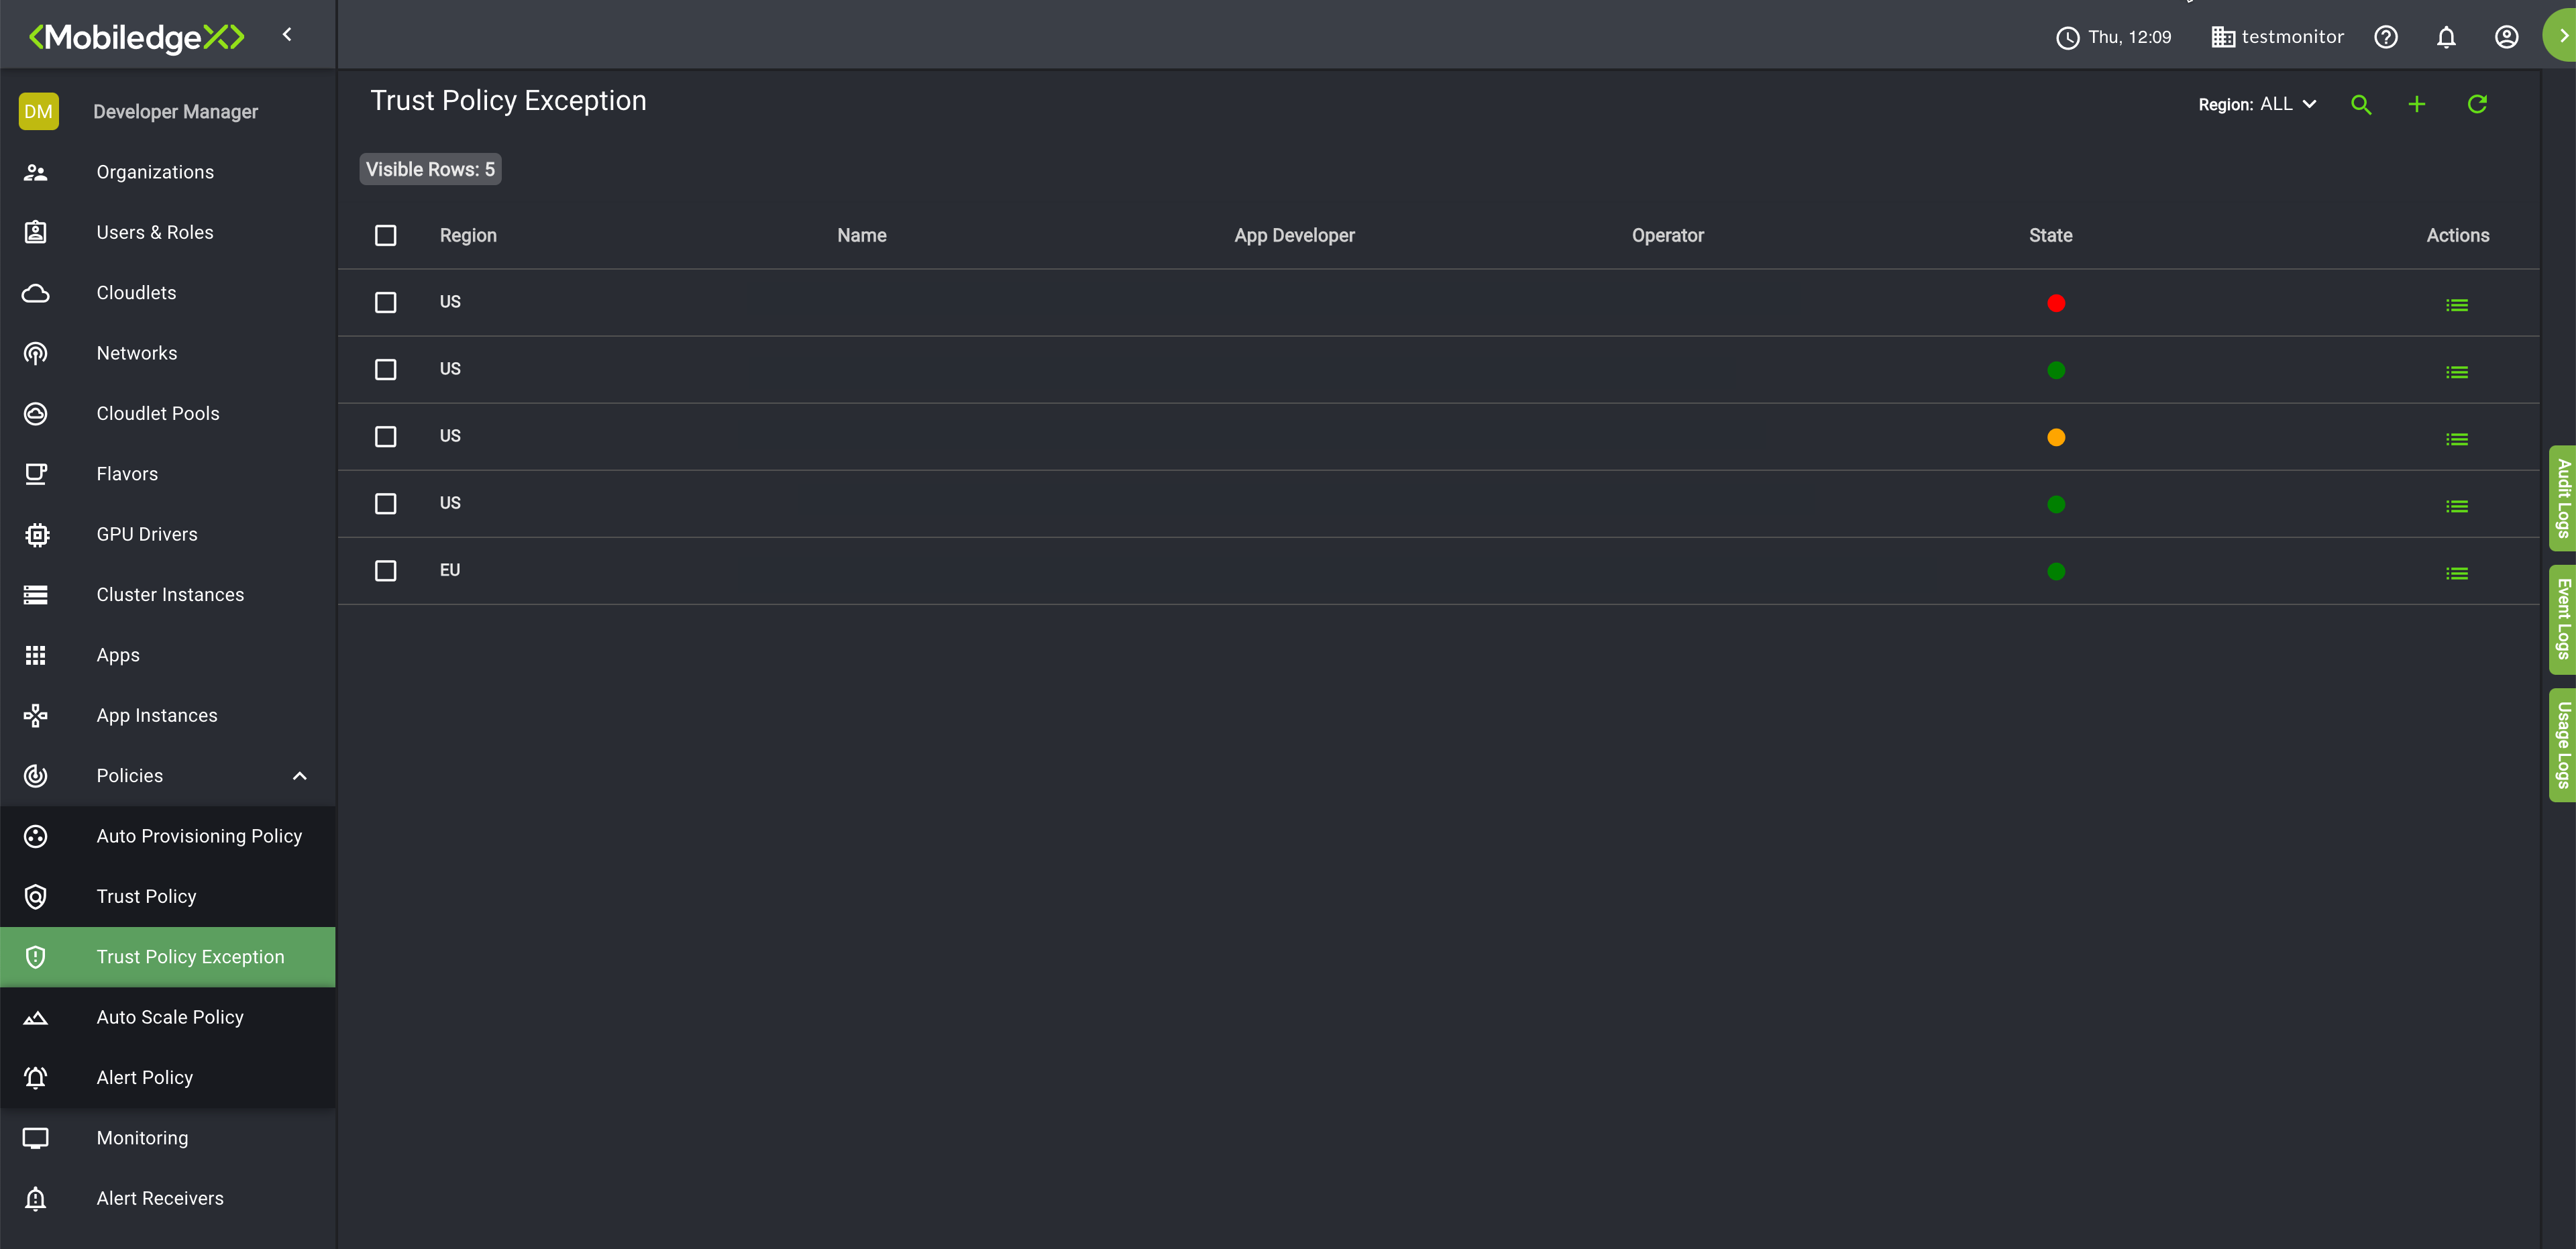 <MobiledgeX>
Thu, 12:09
testmonitor
DM
Developer Manager
Organizations
Users & Roles
Cloudlets
Networks
Cloudlet Pools
Flavors
GPU Drivers
Cluster Instances
Apps
App Instances
Policies
Auto Provisioning Policy
Trust Policy
Trust Policy Exception
Auto Scale Policy
Alert Policy
Monitoring
Alert Receivers
Trust Policy Exception
Region: ALL
Visible Rows: 5
Region Name App Developer Operator State Actions
US
US
US
US
EU
Audit Logs
Event Logs
Usage Logs